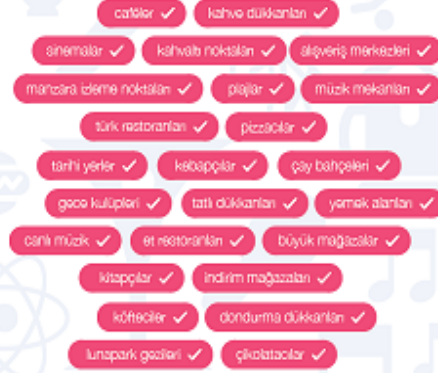 caféler ✓ kahve dükkanları ✓
sinemalar ✓ kahvaltı noktaları ✓ alışveriş merkezleri ✓
manzara izleme noktaları ✓ plajlar ✓ müzik mekanları ✓
türk restoranları ✓ pizzacılar ✓
tarihi yerler ✓ kebapçılar ✓ çay bahçeleri ✓
gece kulüpleri ✓ tatlı dükkanları ✓ yemek alanları ✓
canlı müzik ✓ et restoranları ✓ büyük mağazalar ✓
kitapçılar ✓ indirim mağazaları ✓
köfteciler ✓ dondurma dükkanları ✓
lunapark gezileri ✓ çikolatacılar ✓